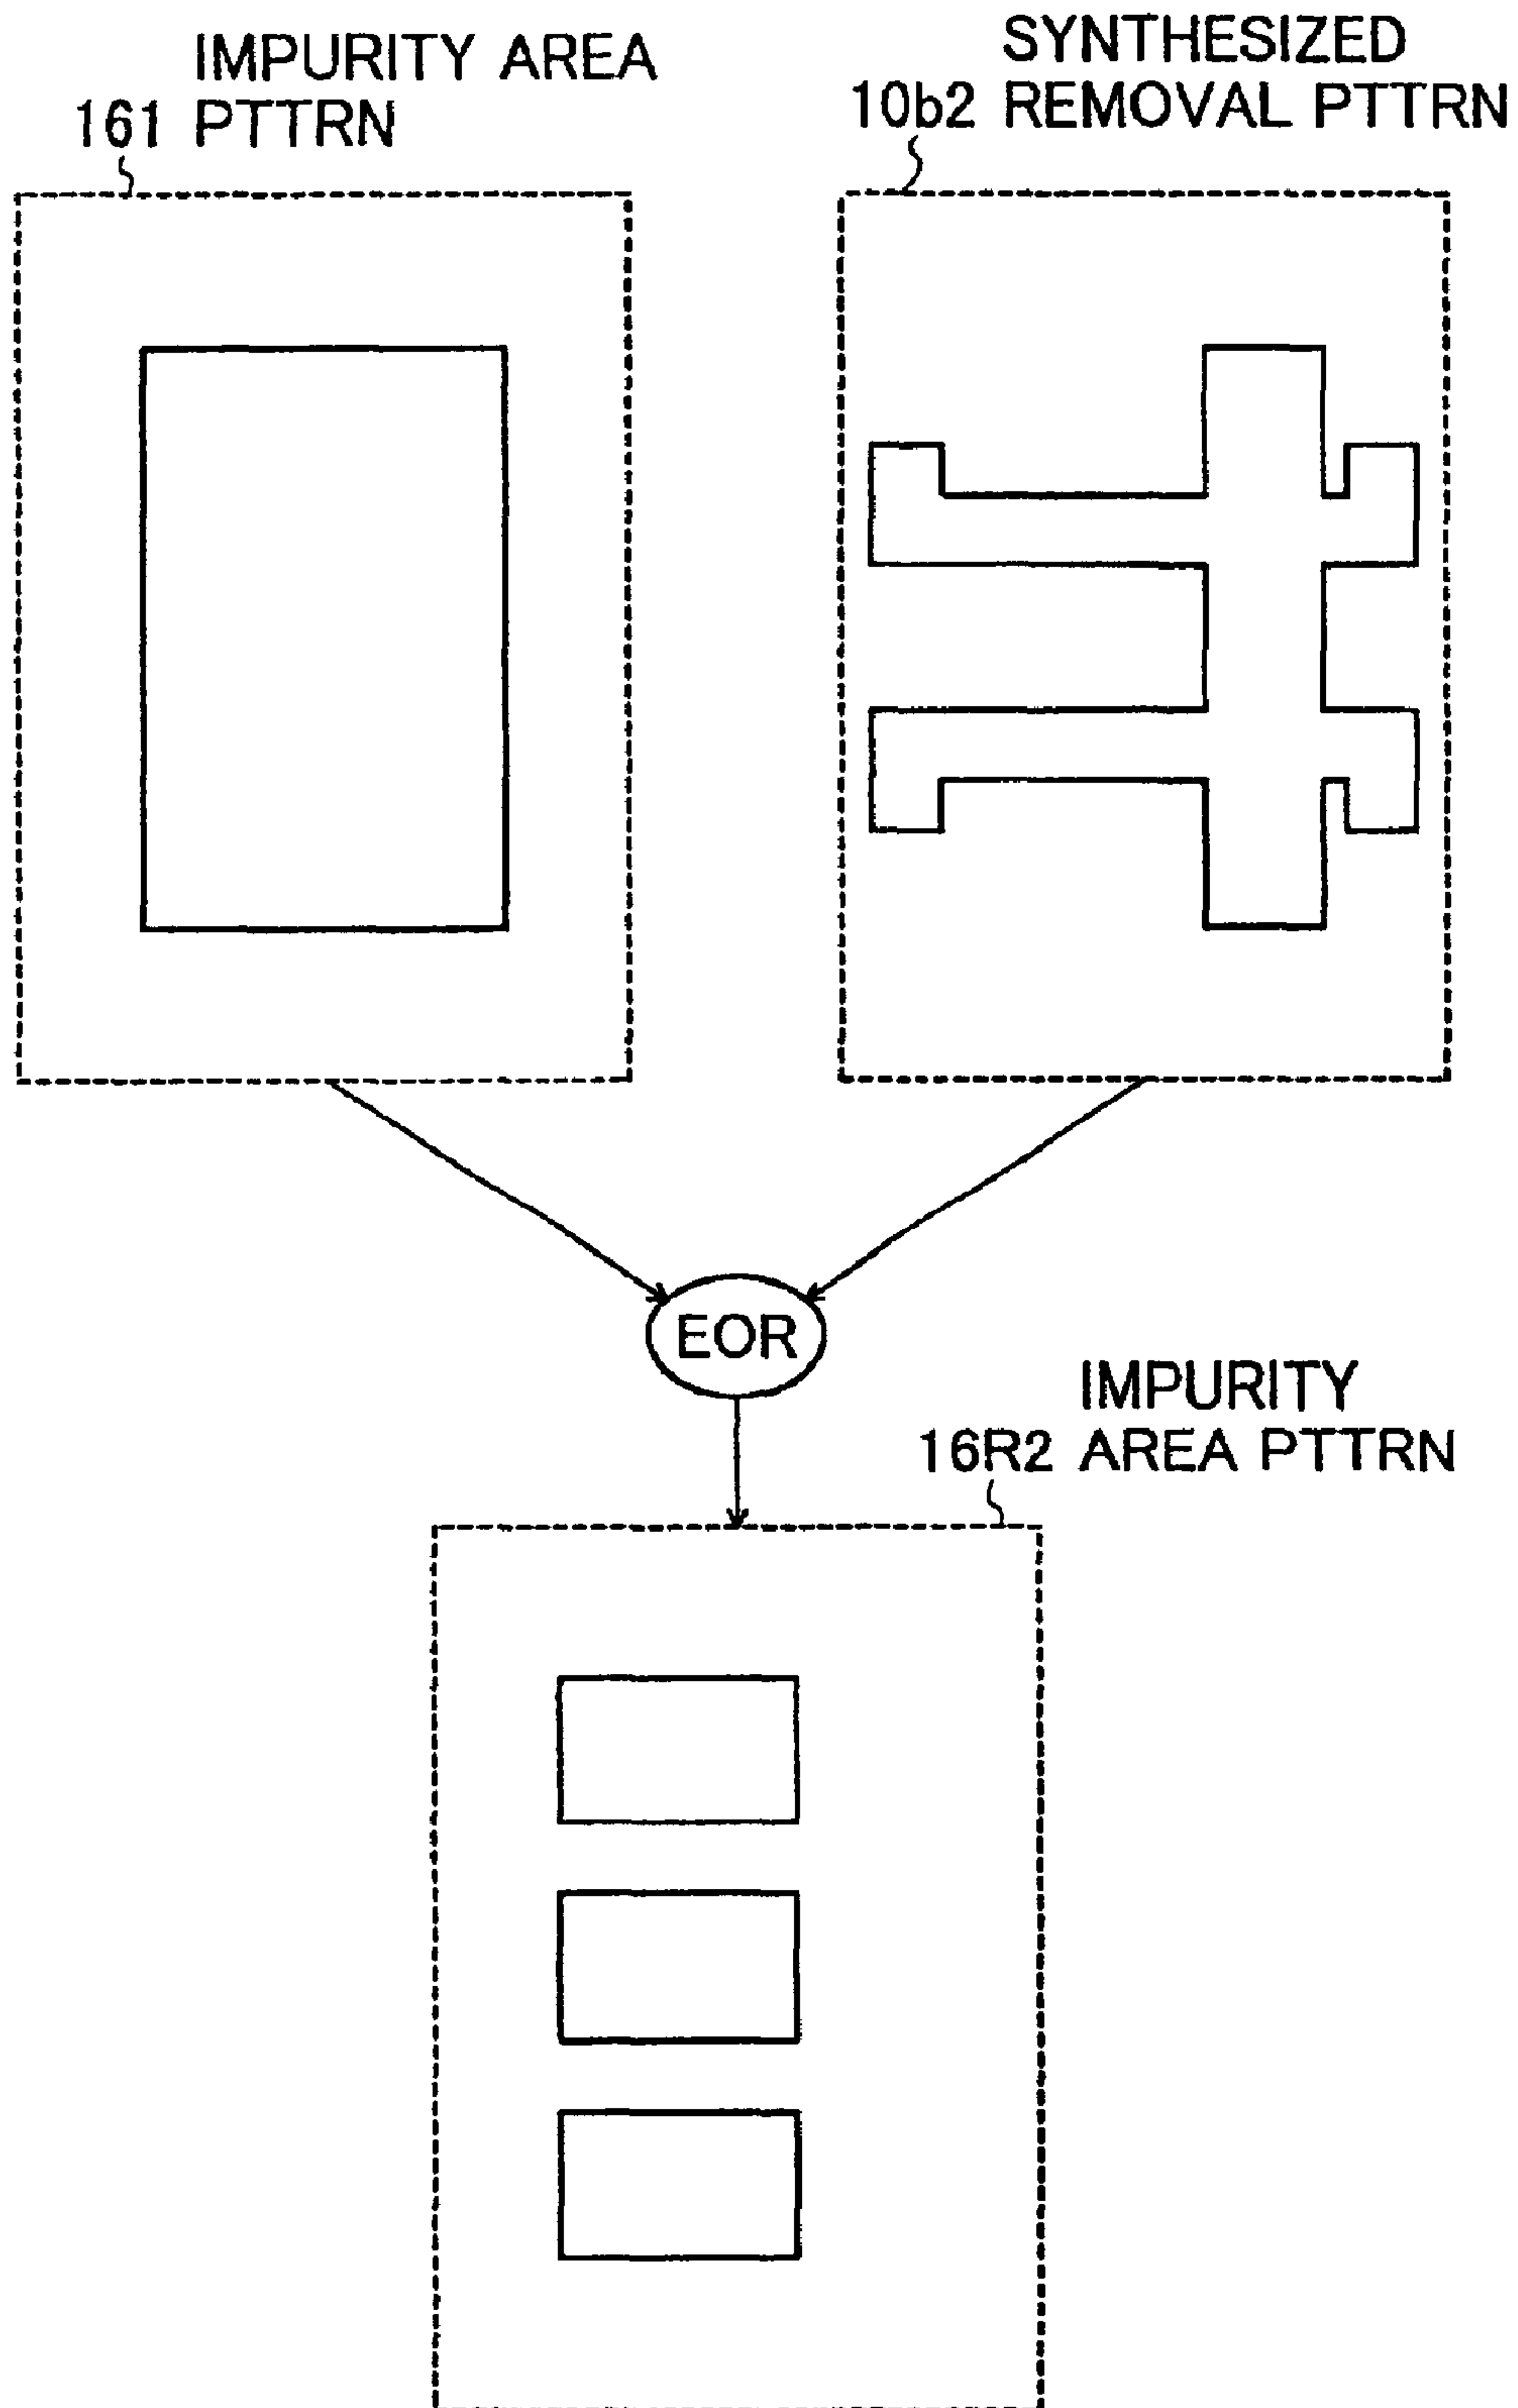 IMPURITY AREA
161 PTTRN
SYNTHESIZED
10b2 REMOVAL PTTRN
EOR
IMPURITY
16R2 AREA PTTRN